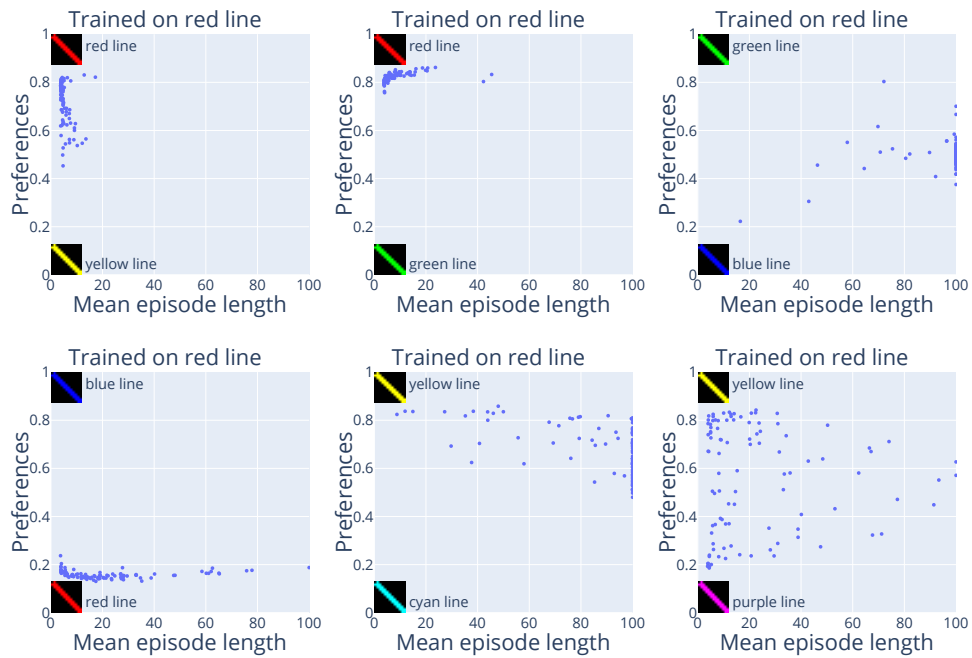 Trained on red line
Trained on red line
Trained on red line
1
0.8
0.6
0.4
0.2
0
Preferences
red line
yellow line
0 20 40 60 80 100
Mean episode length
1
0.8
0.6
0.4
0.2
0
Preferences
red line
green line
0 20 40 60 80 100
Mean episode length
1
0.8
0.6
0.4
0.2
0
Preferences
green line
blue line
0 20 40 60 80 100
Mean episode length
Trained on red line
Trained on red line
Trained on red line
1
0.8
0.6
0.4
0.2
0
Preferences
blue line
red line
0 20 40 60 80 100
Mean episode length
1
0.8
0.6
0.4
0.2
0
Preferences
yellow line
cyan line
0 20 40 60 80 100
Mean episode length
1
0.8
0.6
0.4
0.2
0
Preferences
yellow line
purple line
0 20 40 60 80 100
Mean episode length